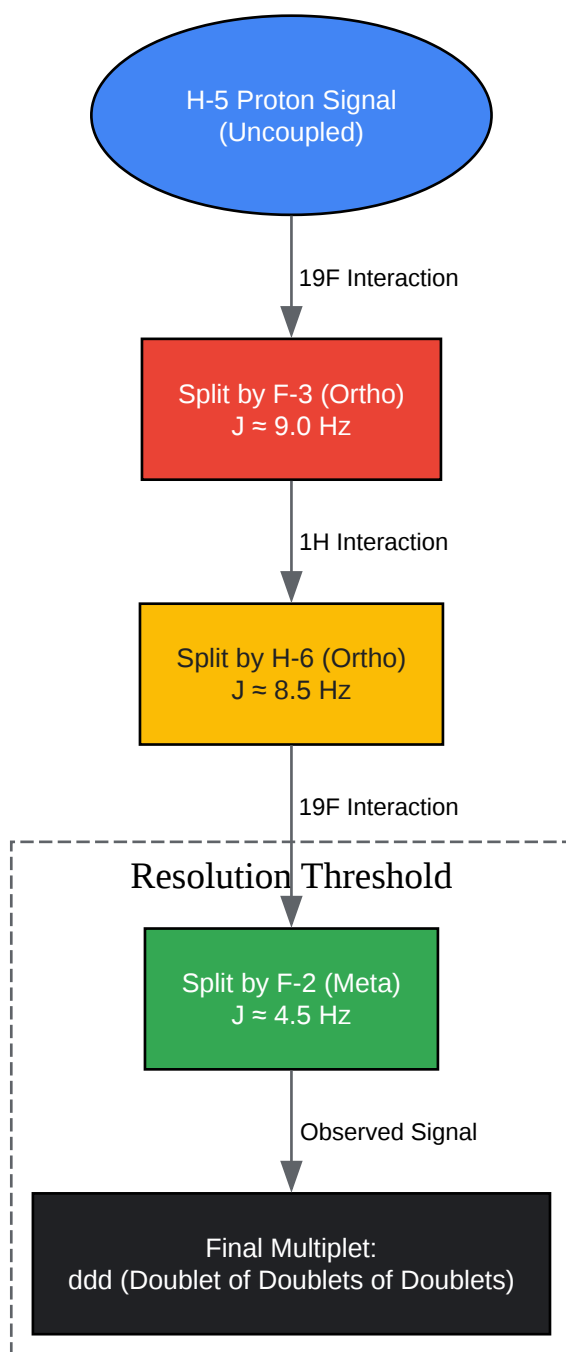 H-5 Proton Signal
(Uncoupled)
19F Interaction
Split by F-3 (Ortho)
J ≈ 9.0 Hz
1H Interaction
Split by H-6 (Ortho)
J ≈ 8.5 Hz
19F Interaction
Resolution Threshold
Split by F-2 (Meta)
J ≈ 4.5 Hz
Observed Signal
Final Multiplet:
ddd (Doublet of Doublets of Doublets)